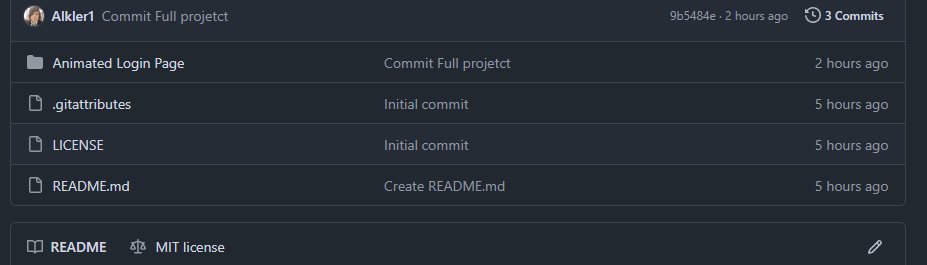 Alkler1 Commit Full projetct 9b5484e · 2 hours ago 3 Commits
Animated Login Page Commit Full projetct 2 hours ago
.gitattributes Initial commit 5 hours ago
LICENSE Initial commit 5 hours ago
README.md Create README.md 5 hours ago
README MIT license